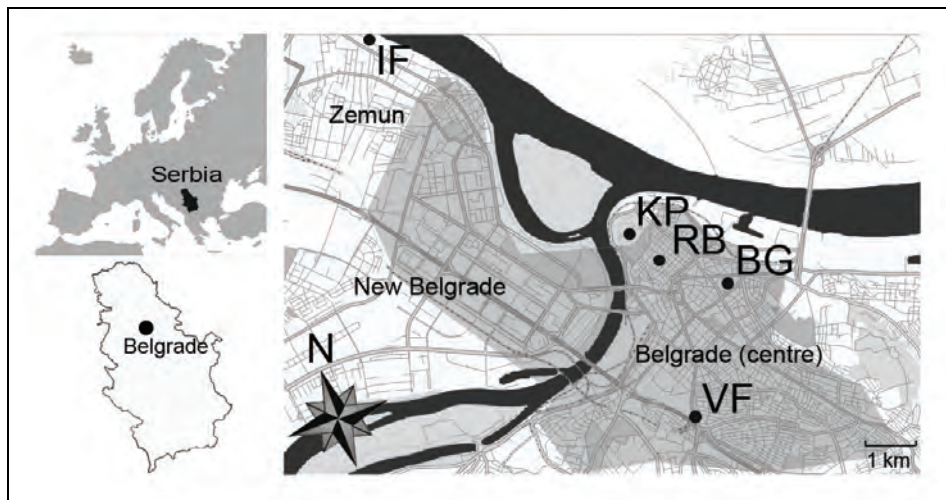 Serbia
Belgrade
IF
Zemun
KP
RB
BG
New Belgrade
Belgrade (centre)
N
VF
1 km